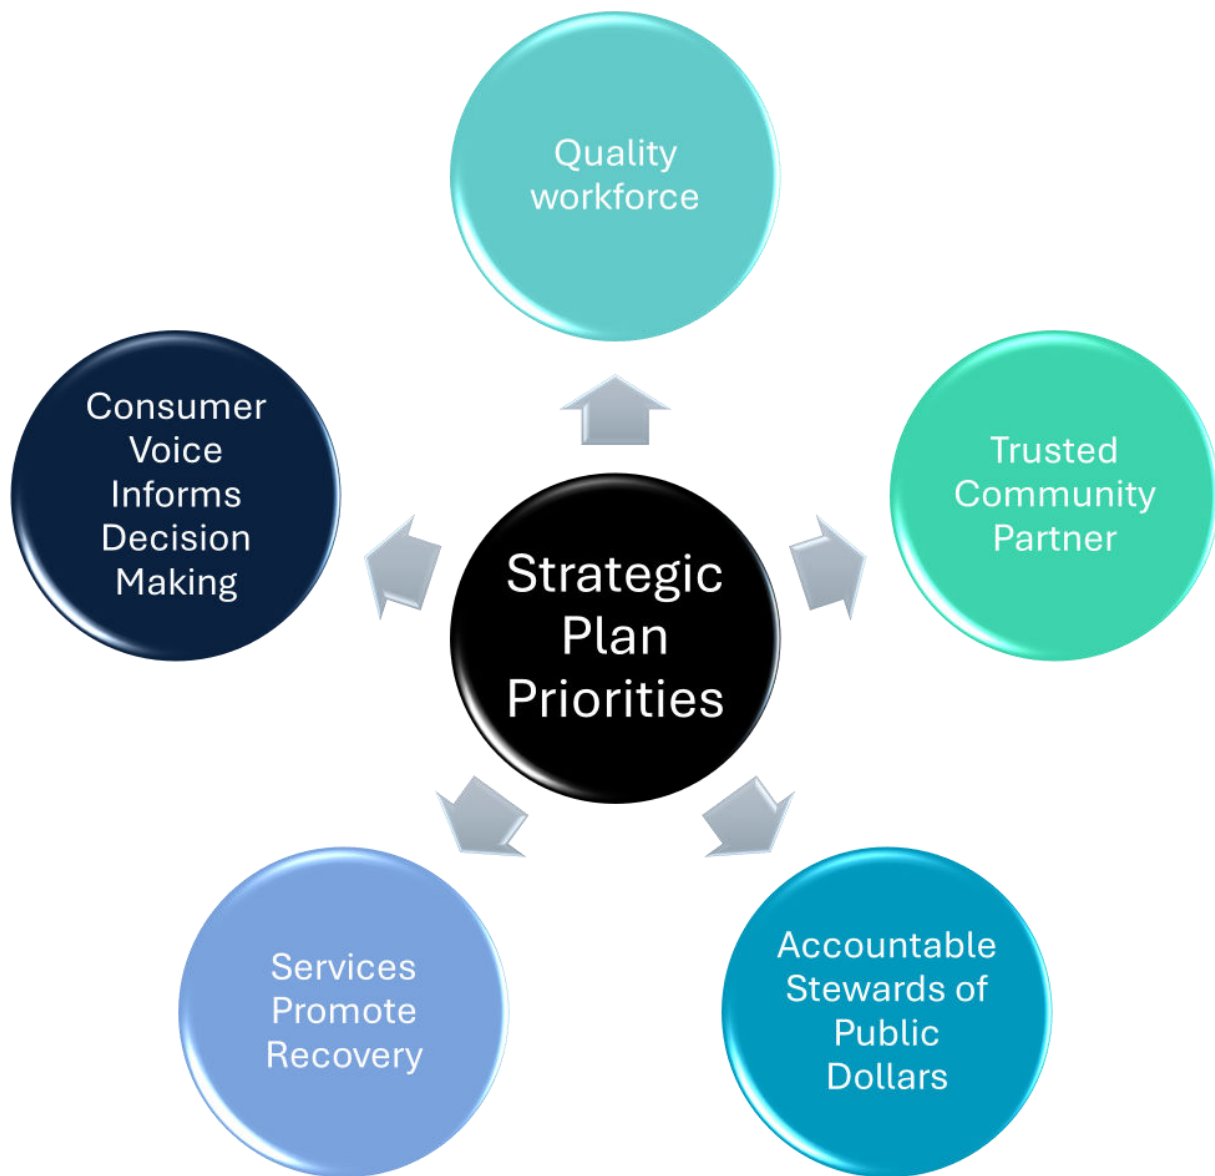 Quality
workforce
Consumer
Voice
Informs
Decision
Making
Trusted
Community
Partner
Strategic
Plan
Priorities
Services
Promote
Recovery
Accountable
Stewards of
Public
Dollars